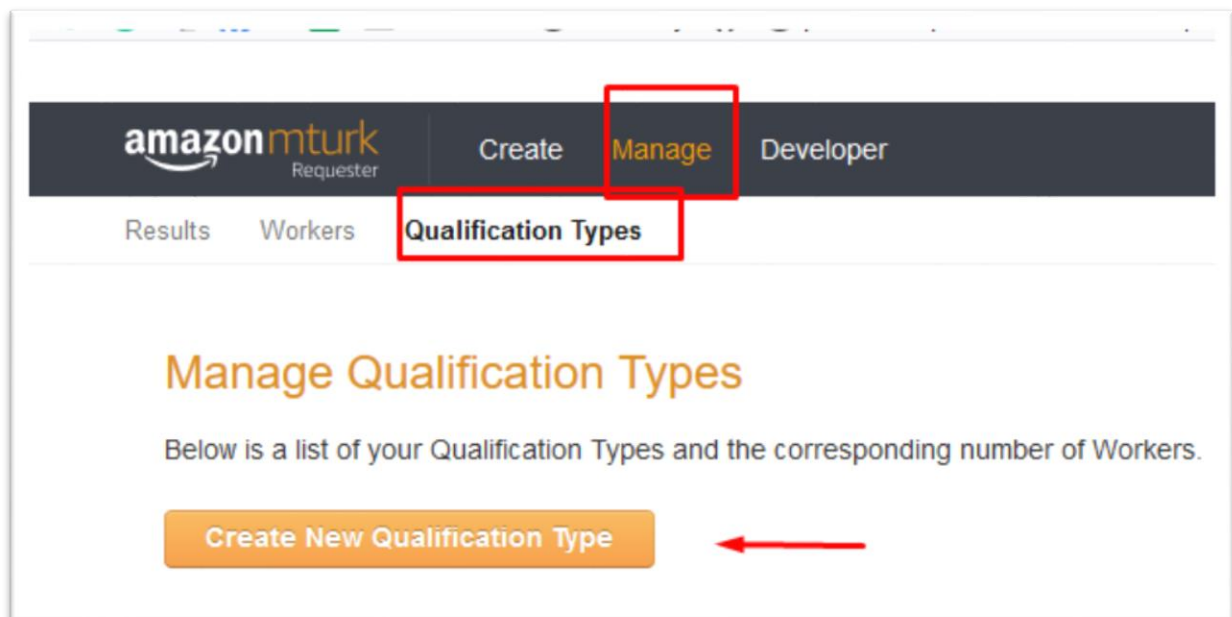 amazon mturk Create Manage Developer
Requester
Results Workers Qualification Types
Manage Qualification Types
Below is a list of your Qualification Types and the corresponding number of Workers.
Create New Qualification Type